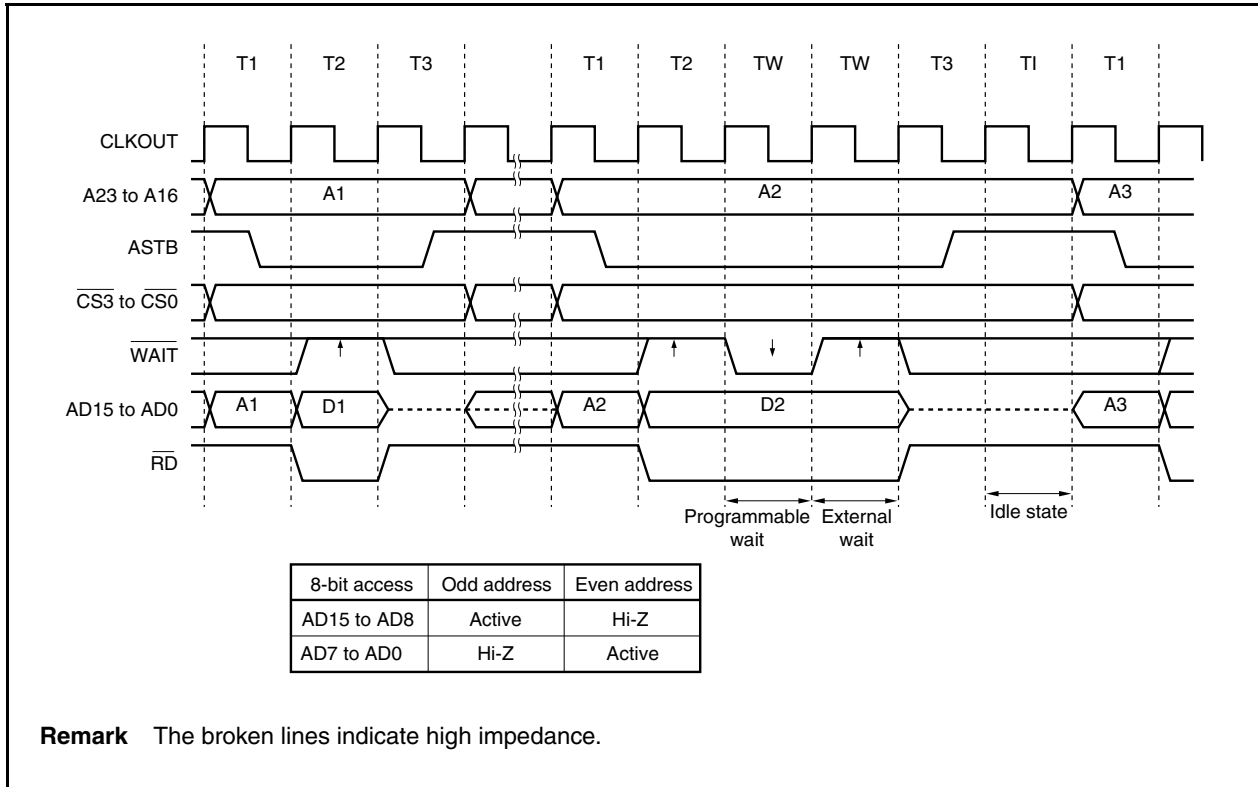 T1 T2 T3 T1 T2 TW TW T3 TI T1
CLKOUT
A23 to A16 A1 A2 A3
ASTB
CS3 to CS0
WAIT
AD15 to AD0 A1 D1 A2 D2 A3
RD
Programmable wait
External wait
Idle state
8-bit access Odd address Even address
AD15 to AD8 Active Hi-Z
AD7 to AD0 Hi-Z Active
Remark The broken lines indicate high impedance.